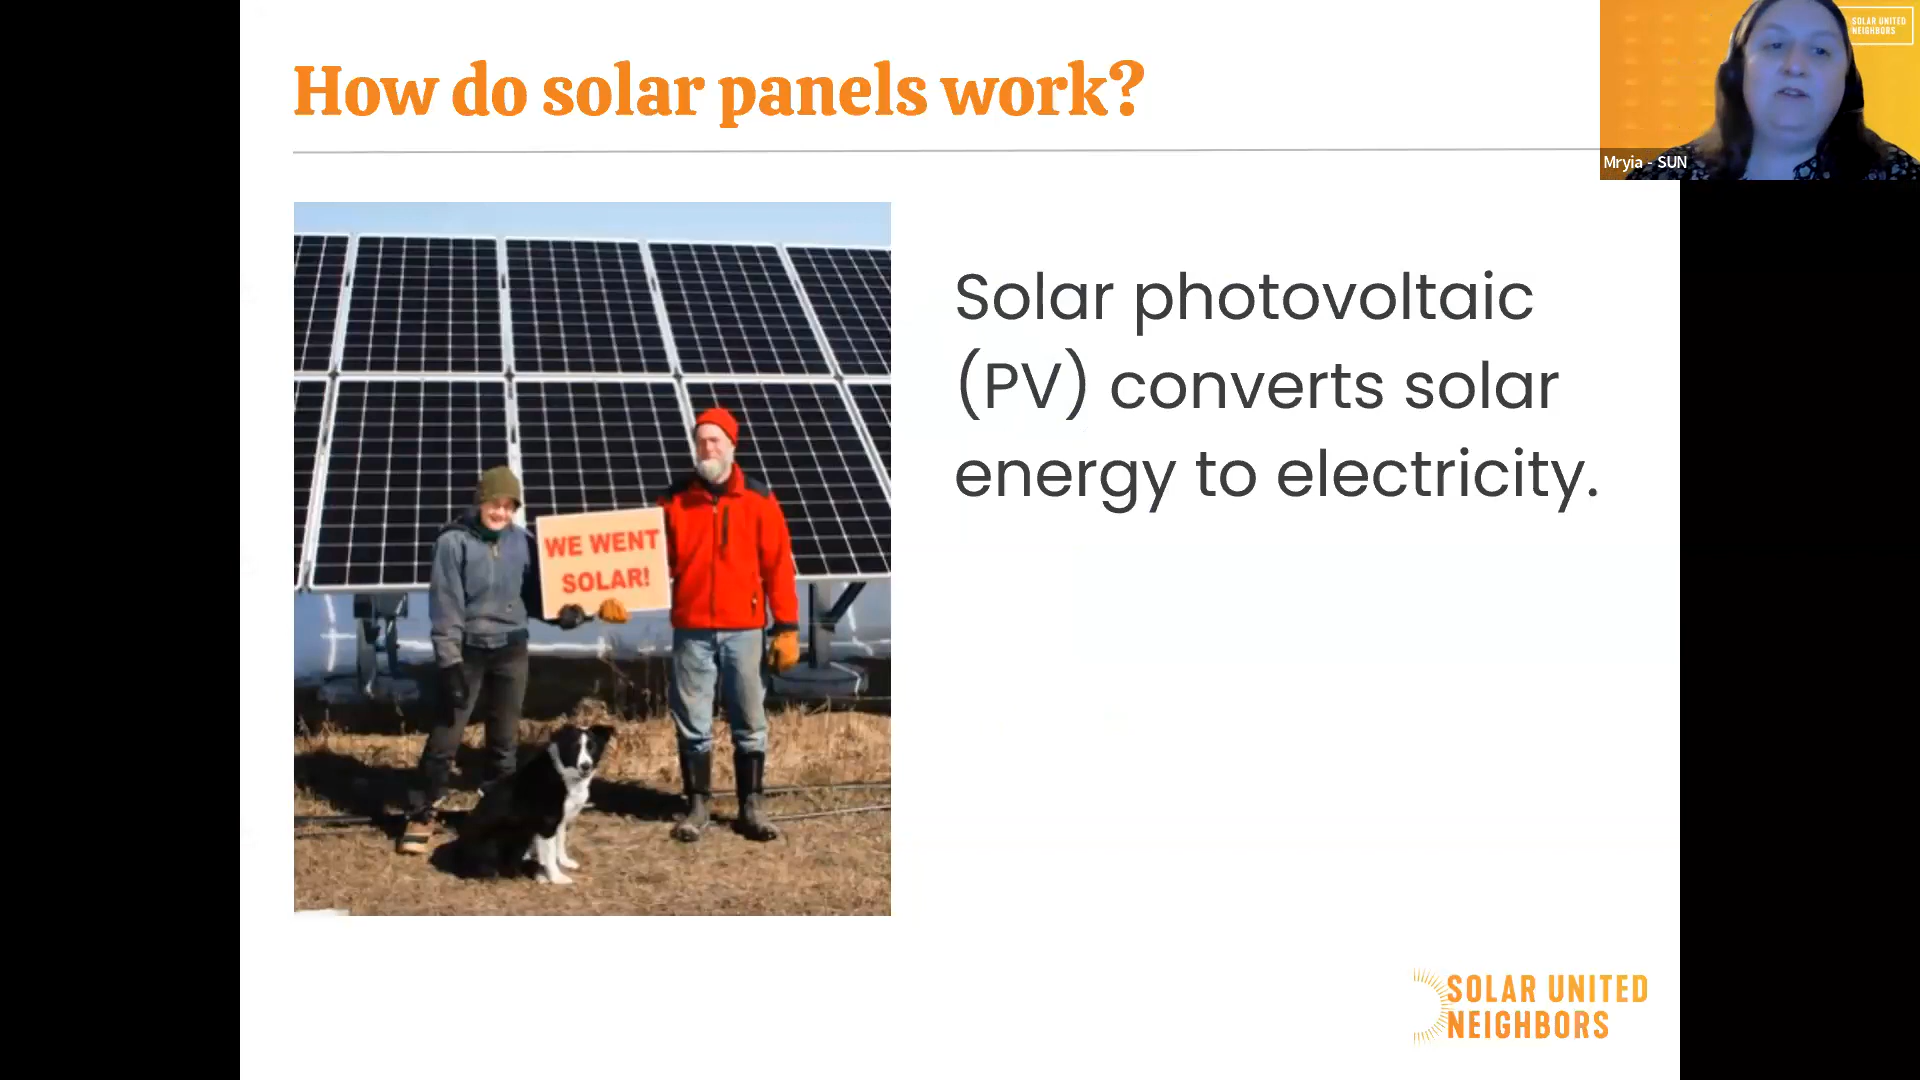 How do solar panels work?
SOLAR UNITED
NEIGHBORS
Mryia - SUN
Solar photovoltaic
(PV) converts solar
energy to electricity.
WE WENT
SOLAR!
SOLAR UNITED
NEIGHBORS